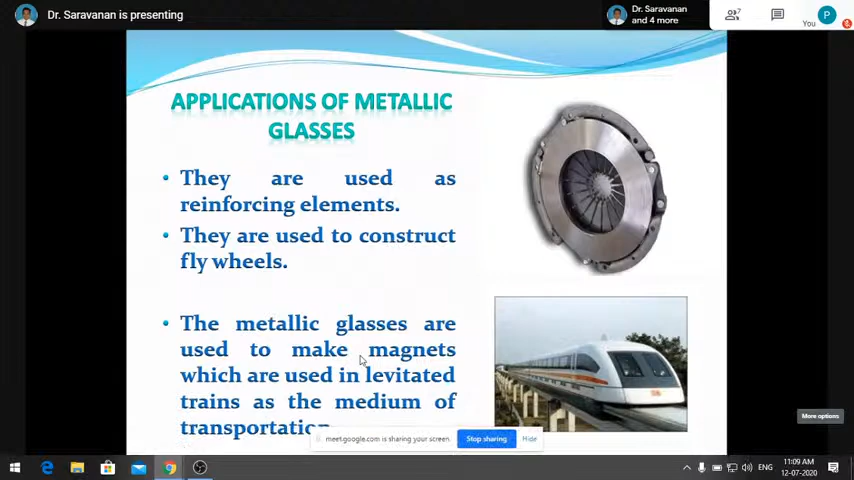 Dr. Saravanan is presenting
Dr. Saravanan
and 4 more
7
You
P
APPLICATIONS OF METALLIC
GLASSES
• They are used as
reinforcing elements.
• They are used to construct
fly wheels.
• The metallic glasses are
used to make magnets
which are used in levitated
trains as the medium of
transportation
More options
meet.google.com is sharing your screen.
Stop sharing
Hide
ENG
11:09 AM
12-07-2020